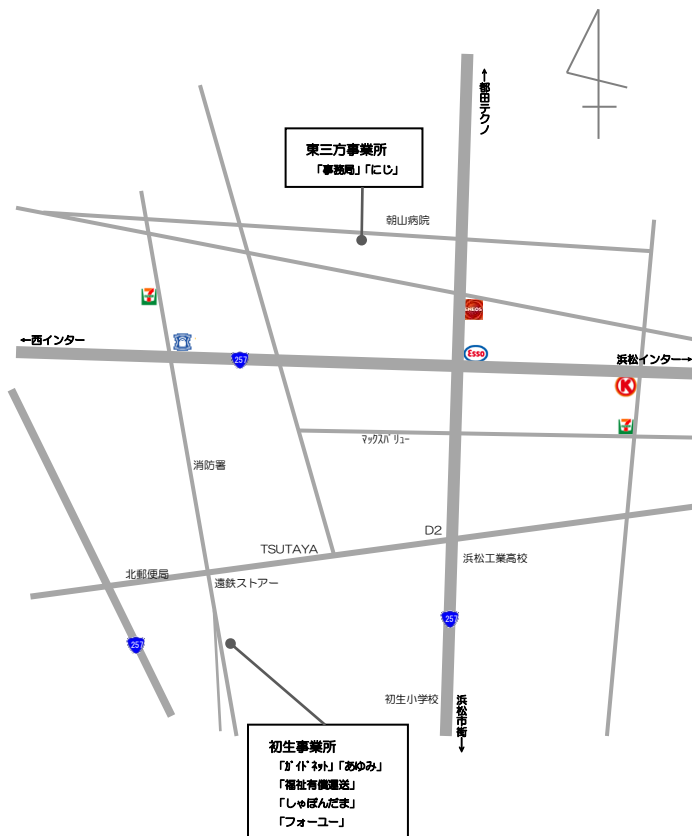 ↑都田テクノ
東三方事業所
「事務局」「にじ」
朝山病院
7
ENEOS
←西インター
257
Esso
浜松インター→
K
7
マックスバリュー
消防署
D2
TSUTAYA
浜松工業高校
北郵便局
遠鉄ストアー
257
257
初生小学校
浜松市街↓
初生事業所
「ガイドネット」「あゆみ」
「福祉有償運送」
「しゃぼんだま」
「フォーユー」